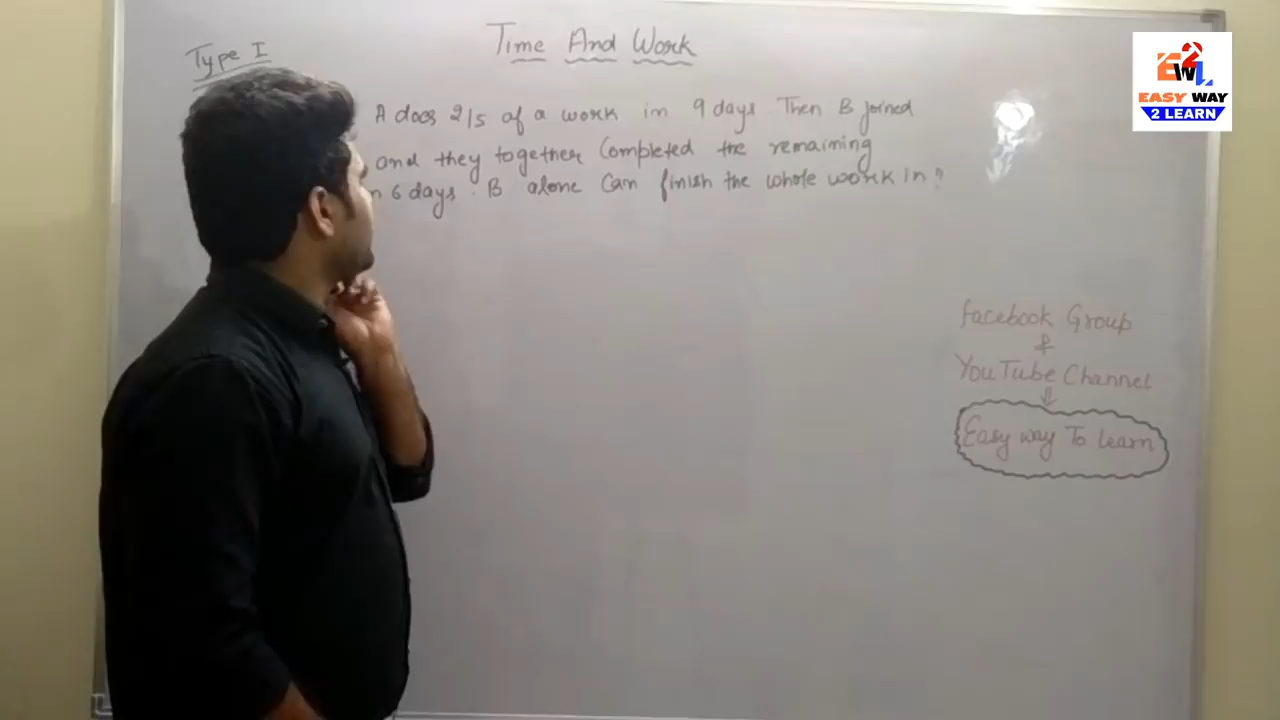 Time And Work
Type I
A does 2/5 of a work in 9 days Then B joined
and they together Completed the remaining
6 days. B alone Can finish the whole work in?
Facebook Group
&
YouTube Channel
Easy way To Learn
E2WL
EASY WAY
2 LEARN